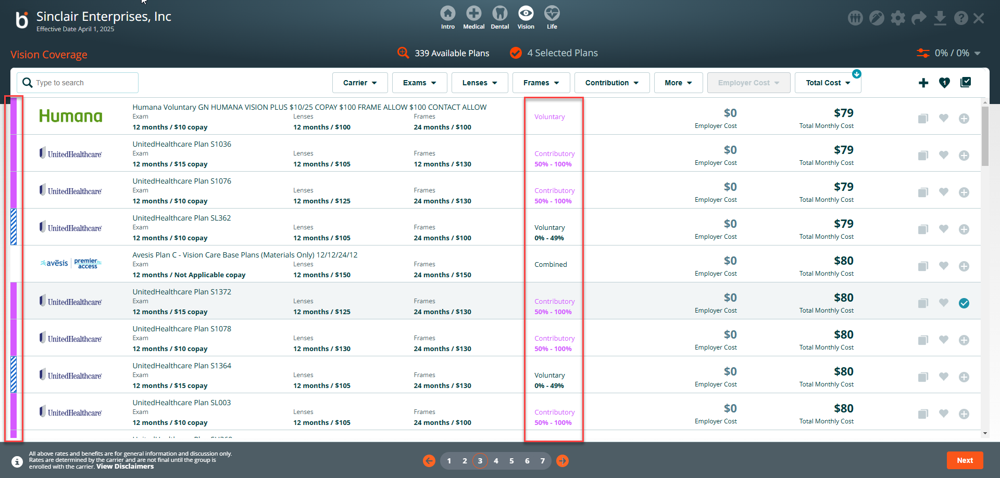 Sinclair Enterprises, Inc
Effective Date April 1, 2025
Intro Medical Dental Vision Life
Vision Coverage
339 Available Plans
4 Selected Plans
0% / 0%
Type to search
Carrier Exams Lenses Frames Contribution More Employer Cost Total Cost
1
Humana
Humana Voluntary GN HUMANA VISION PLUS $10/25 COPAY $100 FRAME ALLOW $100 CONTACT ALLOW
Exam Lenses Frames Voluntary $0 $79
12 months / $10 copay 12 months / $100 24 months / $100 Employer Cost Total Monthly Cost
UnitedHealthcare
UnitedHealthcare Plan S1036
Exam Lenses Frames Contributory $0 $79
12 months / $15 copay 12 months / $105 12 months / $130 50% - 100% Employer Cost Total Monthly Cost
UnitedHealthcare
UnitedHealthcare Plan S1076
Exam Lenses Frames Contributory $0 $79
12 months / $10 copay 12 months / $125 24 months / $130 50% - 100% Employer Cost Total Monthly Cost
UnitedHealthcare
UnitedHealthcare Plan SL362
Exam Lenses Frames Voluntary $0 $79
12 months / $10 copay 12 months / $105 24 months / $100 0% - 49% Employer Cost Total Monthly Cost
avēsis premier access
Avesis Plan C - Vision Care Base Plans (Materials Only) 12/12/24/12
Exam Lenses Frames Combined $0 $80
12 months / Not Applicable copay 12 months / $150 24 months / $150 Employer Cost Total Monthly Cost
UnitedHealthcare
UnitedHealthcare Plan S1372
Exam Lenses Frames Contributory $0 $80
12 months / $15 copay 12 months / $125 24 months / $130 50% - 100% Employer Cost Total Monthly Cost
UnitedHealthcare
UnitedHealthcare Plan S1078
Exam Lenses Frames Contributory $0 $80
12 months / $10 copay 12 months / $130 24 months / $130 50% - 100% Employer Cost Total Monthly Cost
UnitedHealthcare
UnitedHealthcare Plan S1364
Exam Lenses Frames Voluntary $0 $80
12 months / $15 copay 12 months / $105 24 months / $130 0% - 49% Employer Cost Total Monthly Cost
UnitedHealthcare
UnitedHealthcare Plan SL003
Exam Lenses Frames Contributory $0 $80
12 months / $10 copay 12 months / $105 24 months / $100 50% - 100% Employer Cost Total Monthly Cost
All above rates and benefits are for general information and discussion only.
Rates are determined by the carrier and are not final until the group is
enrolled with the carrier. View Disclaimers
1 2 3 4 5 6 7
Next